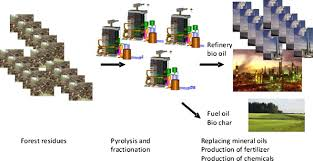 Refinery
bio oil
Fuel oil
Bio char
Forest residues
Pyrolysis and
fractionation
Replacing mineral oils
Production of fertilizer
Production of chemicals